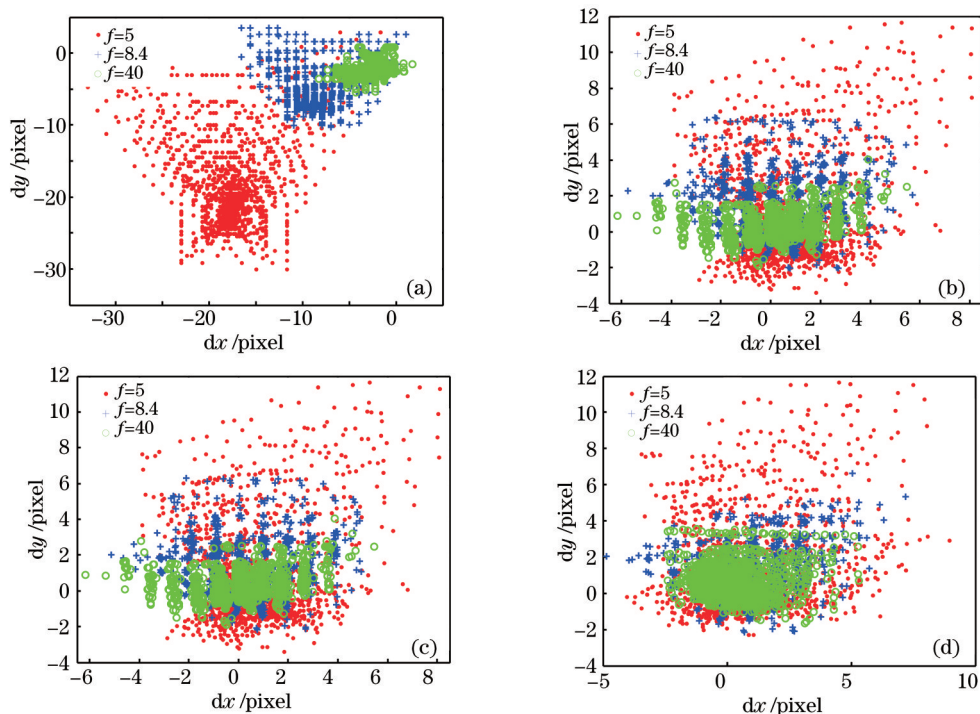 f=5
f=8.4
f=40
0
−10
−20
−30
dy /pixel
−30 −20 −10 0
dx /pixel
(a)
12
10
8
6
4
2
0
−2
−4
dy /pixel
f=5
f=8.4
f=40
−6 −4 −2 0 2 4 6 8
dx /pixel
(b)
12
10
8
6
4
2
0
−2
−4
dy /pixel
f=5
f=8.4
f=40
−6 −4 −2 0 2 4 6 8
dx /pixel
(c)
12
10
8
6
4
2
0
−2
−4
dy /pixel
f=5
f=8.4
f=40
−5 0 5 10
dx /pixel
(d)